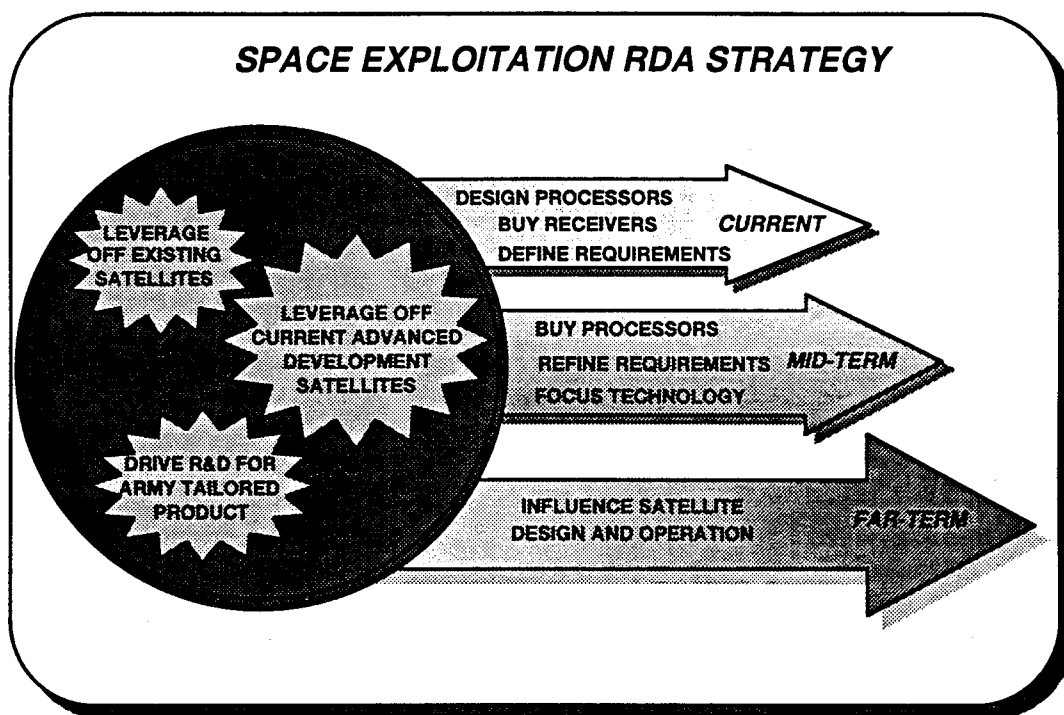 SPACE EXPLOITATION RDA STRATEGY
LEVERAGE
OFF EXISTING
SATELLITES
LEVERAGE OFF
CURRENT ADVANCED
DEVELOPMENT
SATELLITES
DRIVE R&D FOR
ARMY TAILORED
PRODUCT
DESIGN PROCESSORS
BUY RECEIVERS
DEFINE REQUIREMENTS
CURRENT
BUY PROCESSORS
REFINE REQUIREMENTS
FOCUS TECHNOLOGY
MID-TERM
INFLUENCE SATELLITE
DESIGN AND OPERATION
FAR-TERM